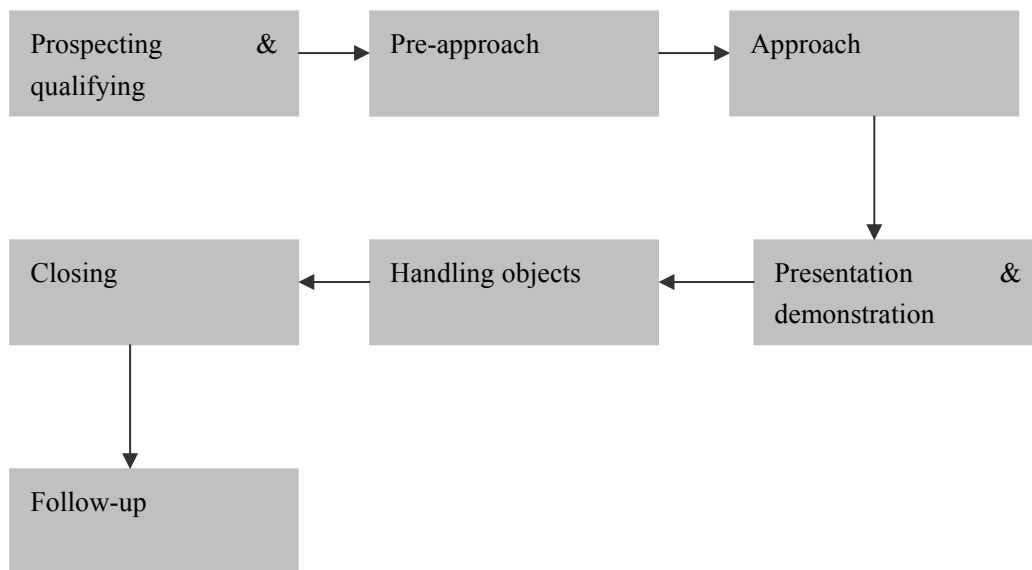 Prospecting &
qualifying
Pre-approach
Approach
Presentation &
demonstration
Handling objects
Closing
Follow-up